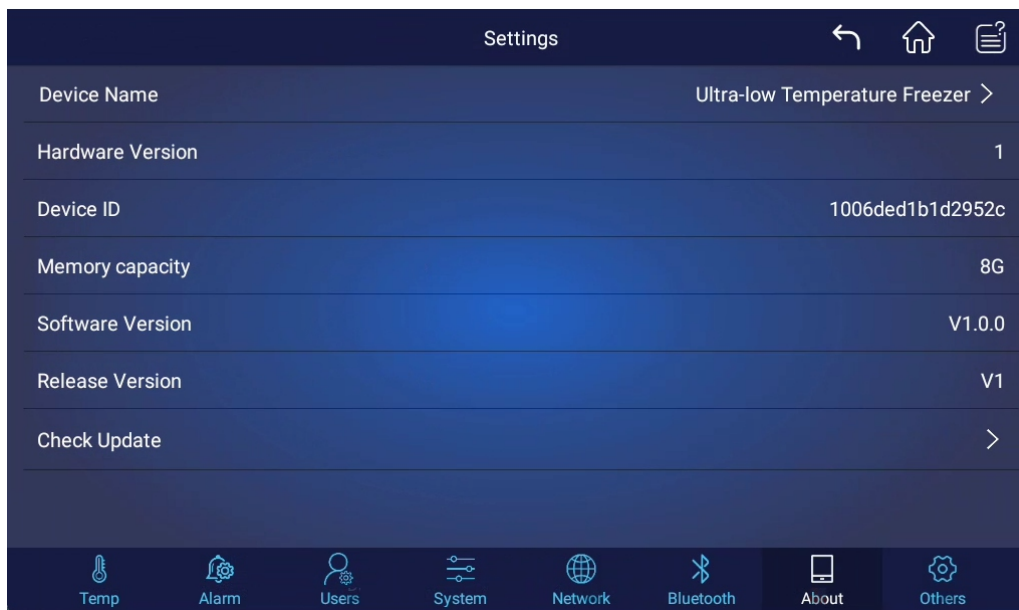 Settings
Device Name Ultra-low Temperature Freezer
Hardware Version 1
Device ID 1006ded1b1d2952c
Memory capacity 8G
Software Version V1.0.0
Release Version V1
Check Update
Temp Alarm Users System Network Bluetooth About Others